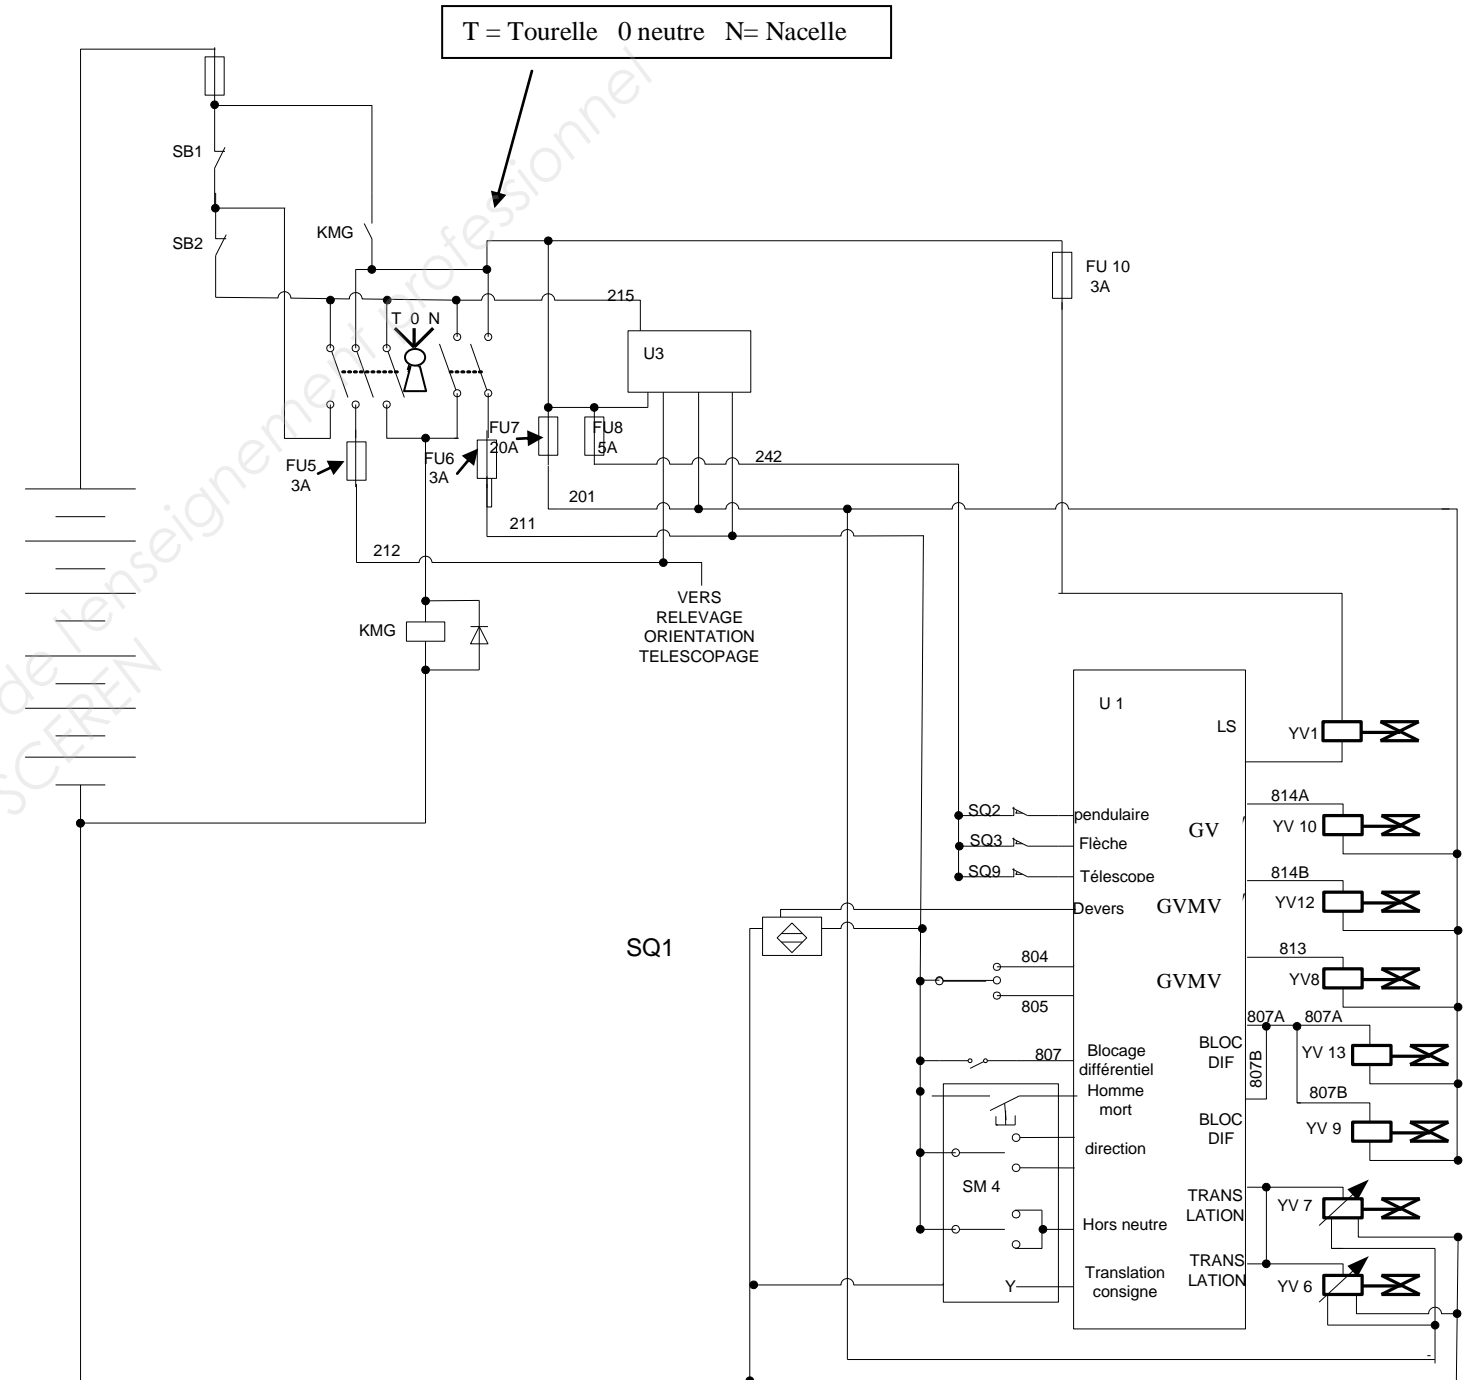 T = Tourelle 0 neutre N= Nacelle
SB1
SB2
KMG
FU 10
3A
215
T 0 N
U3
FU7
20A
FU8
5A
FU5
3A
FU6
3A
242
201
211
212
VERS
RELEVAGE
ORIENTATION
TELESCOPAGE
KMG
U 1
LS
YV1
814A
SQ2
pendulaire
GV
YV 10
SQ3
Flèche
814B
SQ9
Télescope
Devers
GVMV
YV12
SQ1
813
804
GVMV
YV8
805
807A
807A
807
Blocage
différentiel
BLOC
DIF
807B
YV 13
Homme
mort
807B
BLOC
DIF
YV 9
direction
SM 4
TRANS
LATION
YV 7
Hors neutre
TRANS
LATION
YV 6
Y
Translation
consigne
-
de l'enseignement professionnel
SCEREN